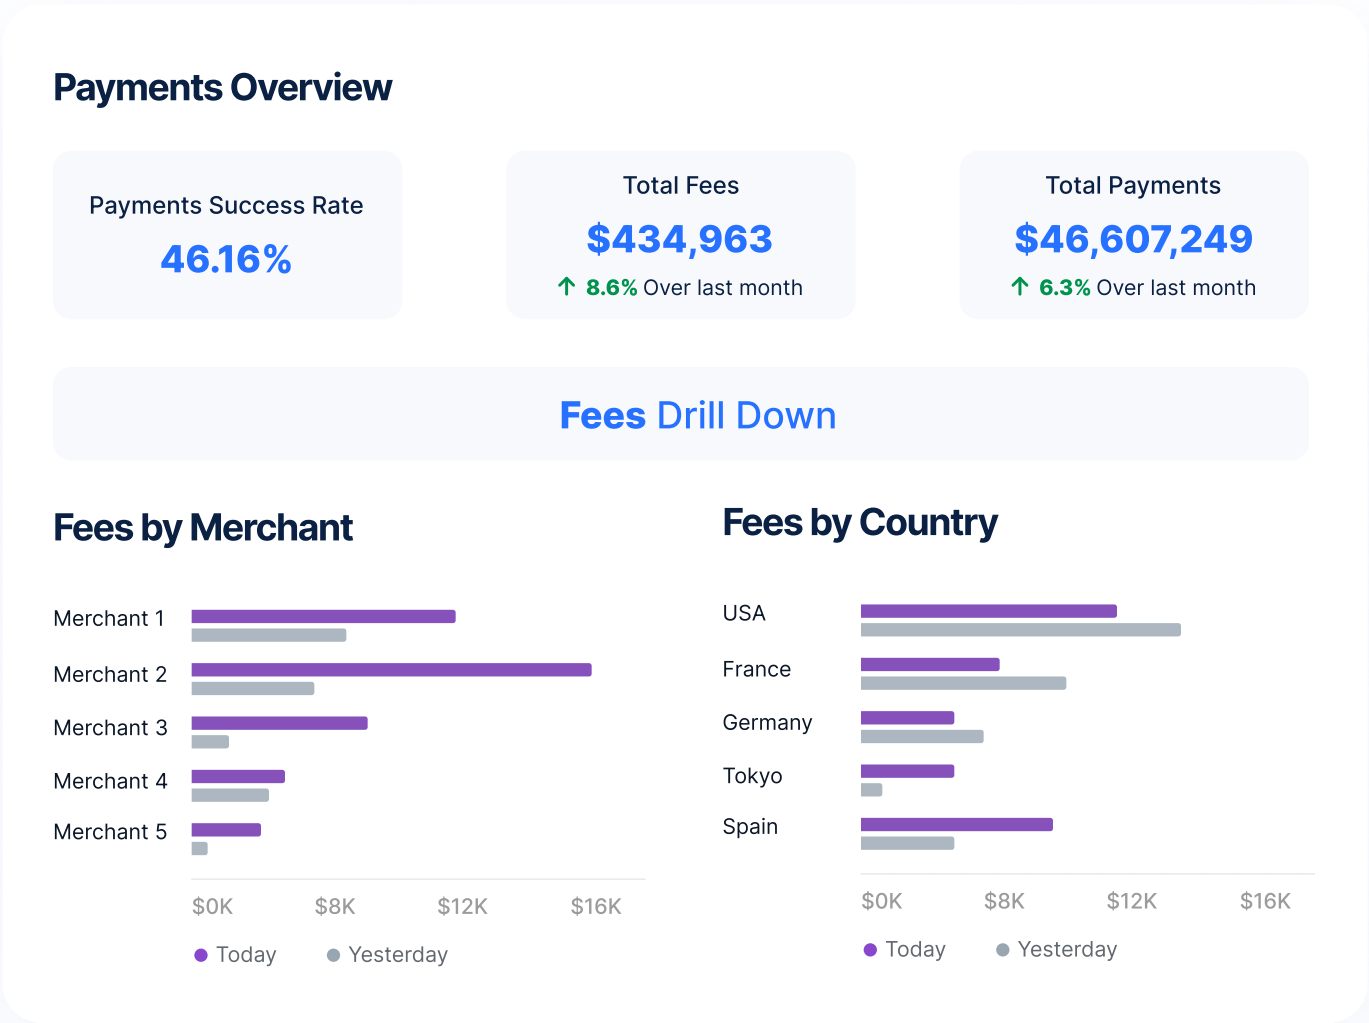 Payments Overview
Payments Success Rate
46.16%
Total Fees
$434,963
↑ 8.6% Over last month
Total Payments
$46,607,249
↑ 6.3% Over last month
Fees Drill Down
Fees by Merchant
Merchant 1
Merchant 2
Merchant 3
Merchant 4
Merchant 5
$0K $8K $12K $16K
Today Yesterday
Fees by Country
USA
France
Germany
Tokyo
Spain
$0K $8K $12K $16K
Today Yesterday